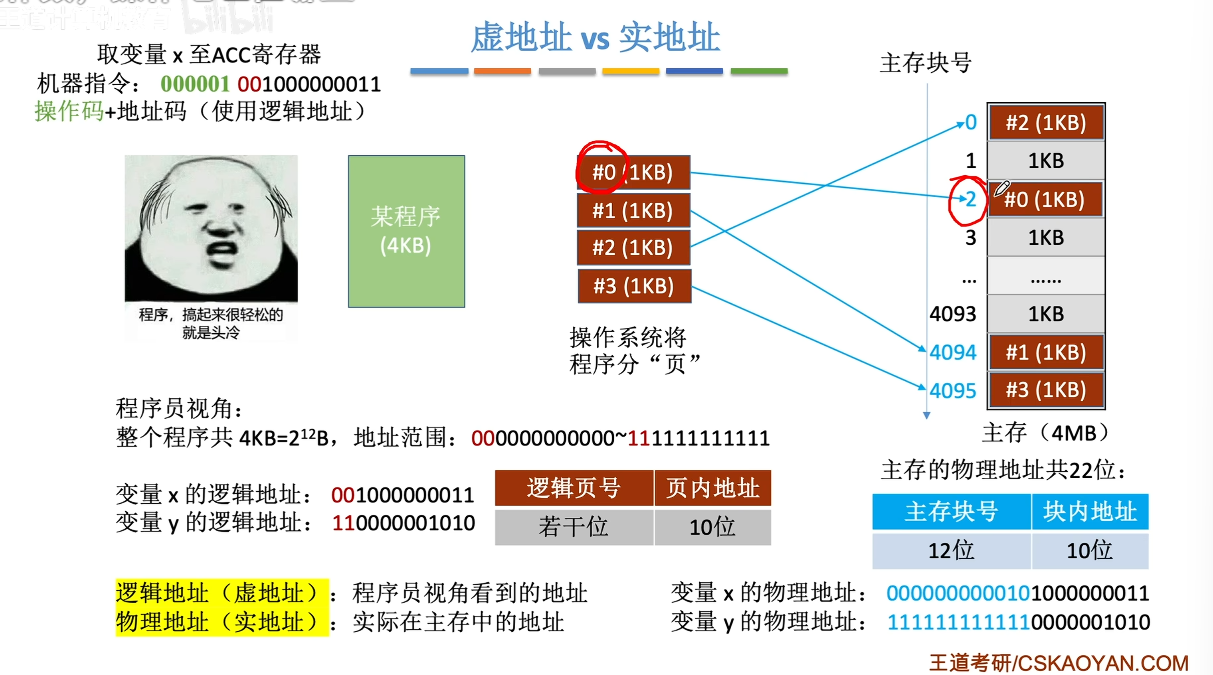 bilibili
虚地址 vs 实地址
取变量 x 至ACC寄存器
机器指令： 000001 001000000011
操作码+地址码（使用逻辑地址）
程序，搞起来很轻松的
就是头冷
某程序
(4KB)
#0 (1KB)
#1 (1KB)
#2 (1KB)
#3 (1KB)
操作系统将
程序分“页”
主存块号
0 #2 (1KB)
1 1KB
2 #0 (1KB)
3 1KB
... ......
4093 1KB
4094 #1 (1KB)
4095 #3 (1KB)
主存（4MB）
程序员视角：
整个程序共 4KB=2¹²B，地址范围：000000000000~111111111111
变量 x 的逻辑地址： 001000000011
变量 y 的逻辑地址： 110000001010
逻辑页号 页内地址
若干位 10位
主存的物理地址共22位：
主存块号 块内地址
12位 10位
逻辑地址（虚地址）：程序员视角看到的地址
物理地址（实地址）：实际在主存中的地址
变量 x 的物理地址： 0000000000101000000011
变量 y 的物理地址： 1111111111110000001010
王道考研/CSKAOYAN.COM